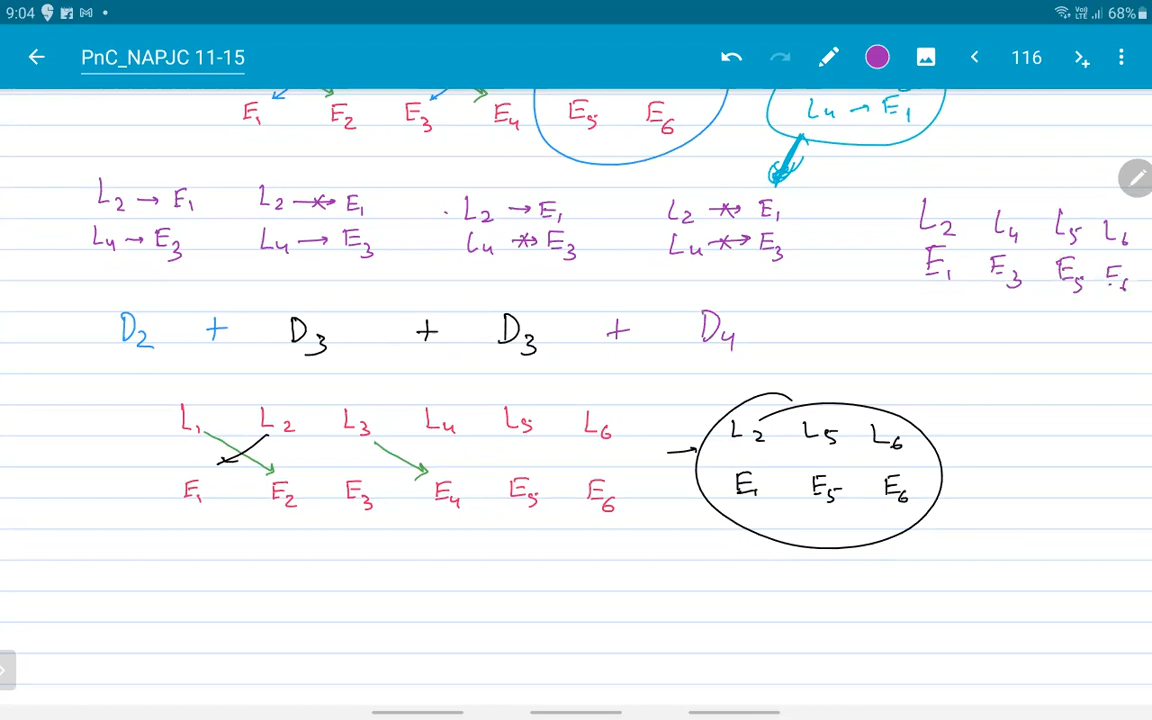 9:04 VoD LTE 68%
PnC_NAPJC 11-15 116
E1 E2 E3 E4 E5 E6 L4 → E1
L2 → E1 L2 → E1 L2 → E1 L2 → E1 L2 L4 L5 L6
L4 → E3 L4 → E3 L4 → E3 L4 → E3 E1 E3 E5 E6
D2 + D3 + D3 + D4
L1 L2 L3 L4 L5 L6 → L2 L5 L6
E1 E2 E3 E4 E5 E6 E1 E5 E6